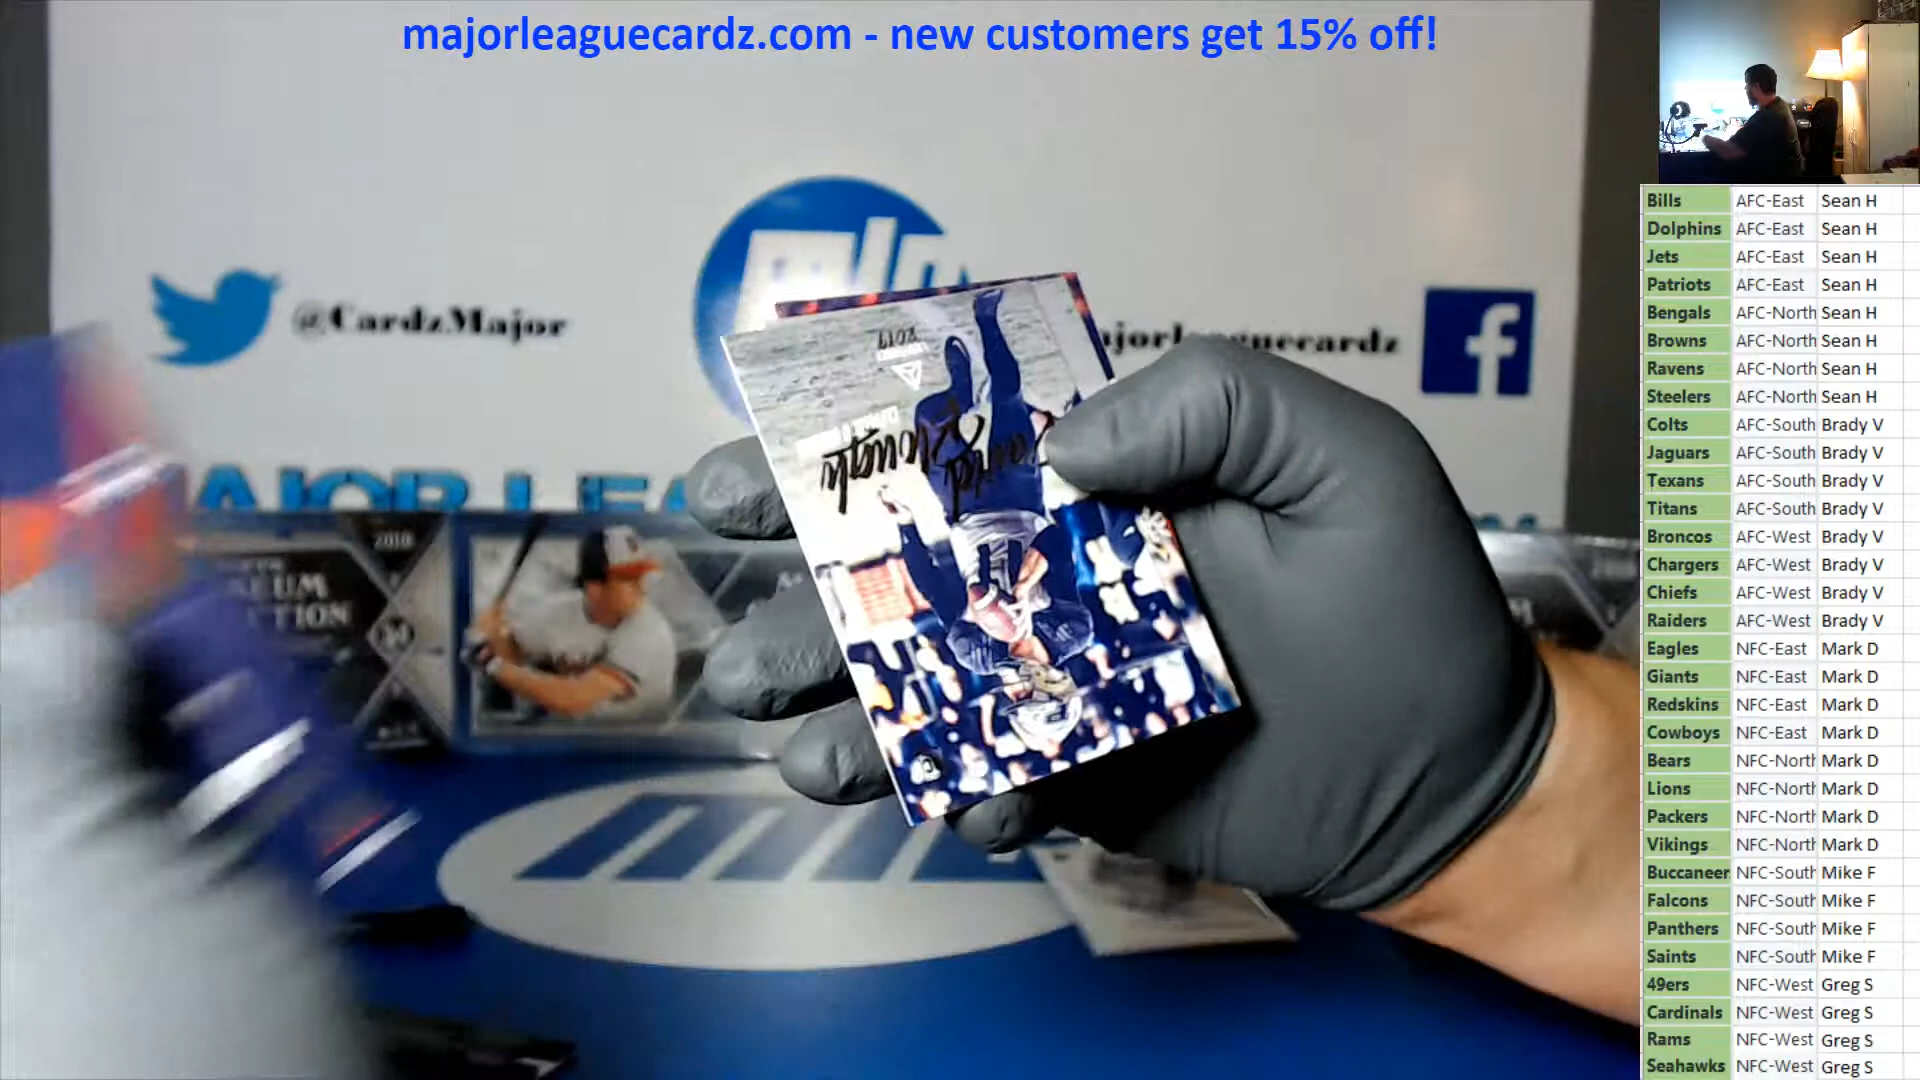 majorleaguecardz.com - new customers get 15% off!
@CardzMajor
2017
Bills AFC-East Sean H
Dolphins AFC-East Sean H
Jets AFC-East Sean H
Patriots AFC-East Sean H
Bengals AFC-North Sean H
Browns AFC-North Sean H
Ravens AFC-North Sean H
Steelers AFC-North Sean H
Colts AFC-South Brady V
Jaguars AFC-South Brady V
Texans AFC-South Brady V
Titans AFC-South Brady V
Broncos AFC-West Brady V
Chargers AFC-West Brady V
Chiefs AFC-West Brady V
Raiders AFC-West Brady V
Eagles NFC-East Mark D
Giants NFC-East Mark D
Redskins NFC-East Mark D
Cowboys NFC-East Mark D
Bears NFC-North Mark D
Lions NFC-North Mark D
Packers NFC-North Mark D
Vikings NFC-North Mark D
Buccaneer NFC-South Mike F
Falcons NFC-South Mike F
Panthers NFC-South Mike F
Saints NFC-South Mike F
49ers NFC-West Greg S
Cardinals NFC-West Greg S
Rams NFC-West Greg S
Seahawks NFC-West Greg S